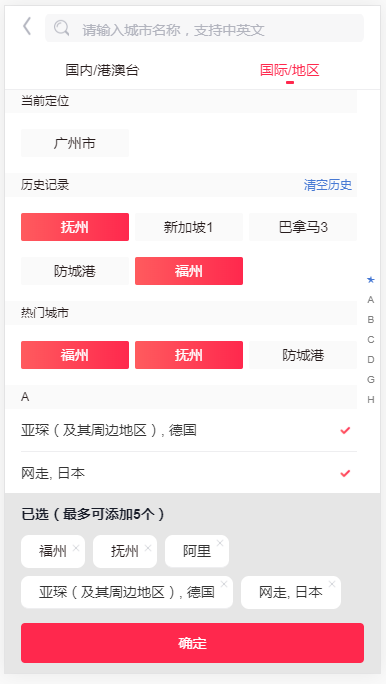 请输入城市名称，支持中英文
国内/港澳台 国际/地区
当前定位
广州市
历史记录 清空历史
抚州 新加坡1 巴拿马3
防城港 福州
热门城市
福州 抚州 防城港
A
亚琛（及其周边地区）, 德国
网走, 日本
A
B
C
D
G
H
已选（最多可添加5个）
福州 抚州 阿里
亚琛（及其周边地区）, 德国 网走, 日本
确定